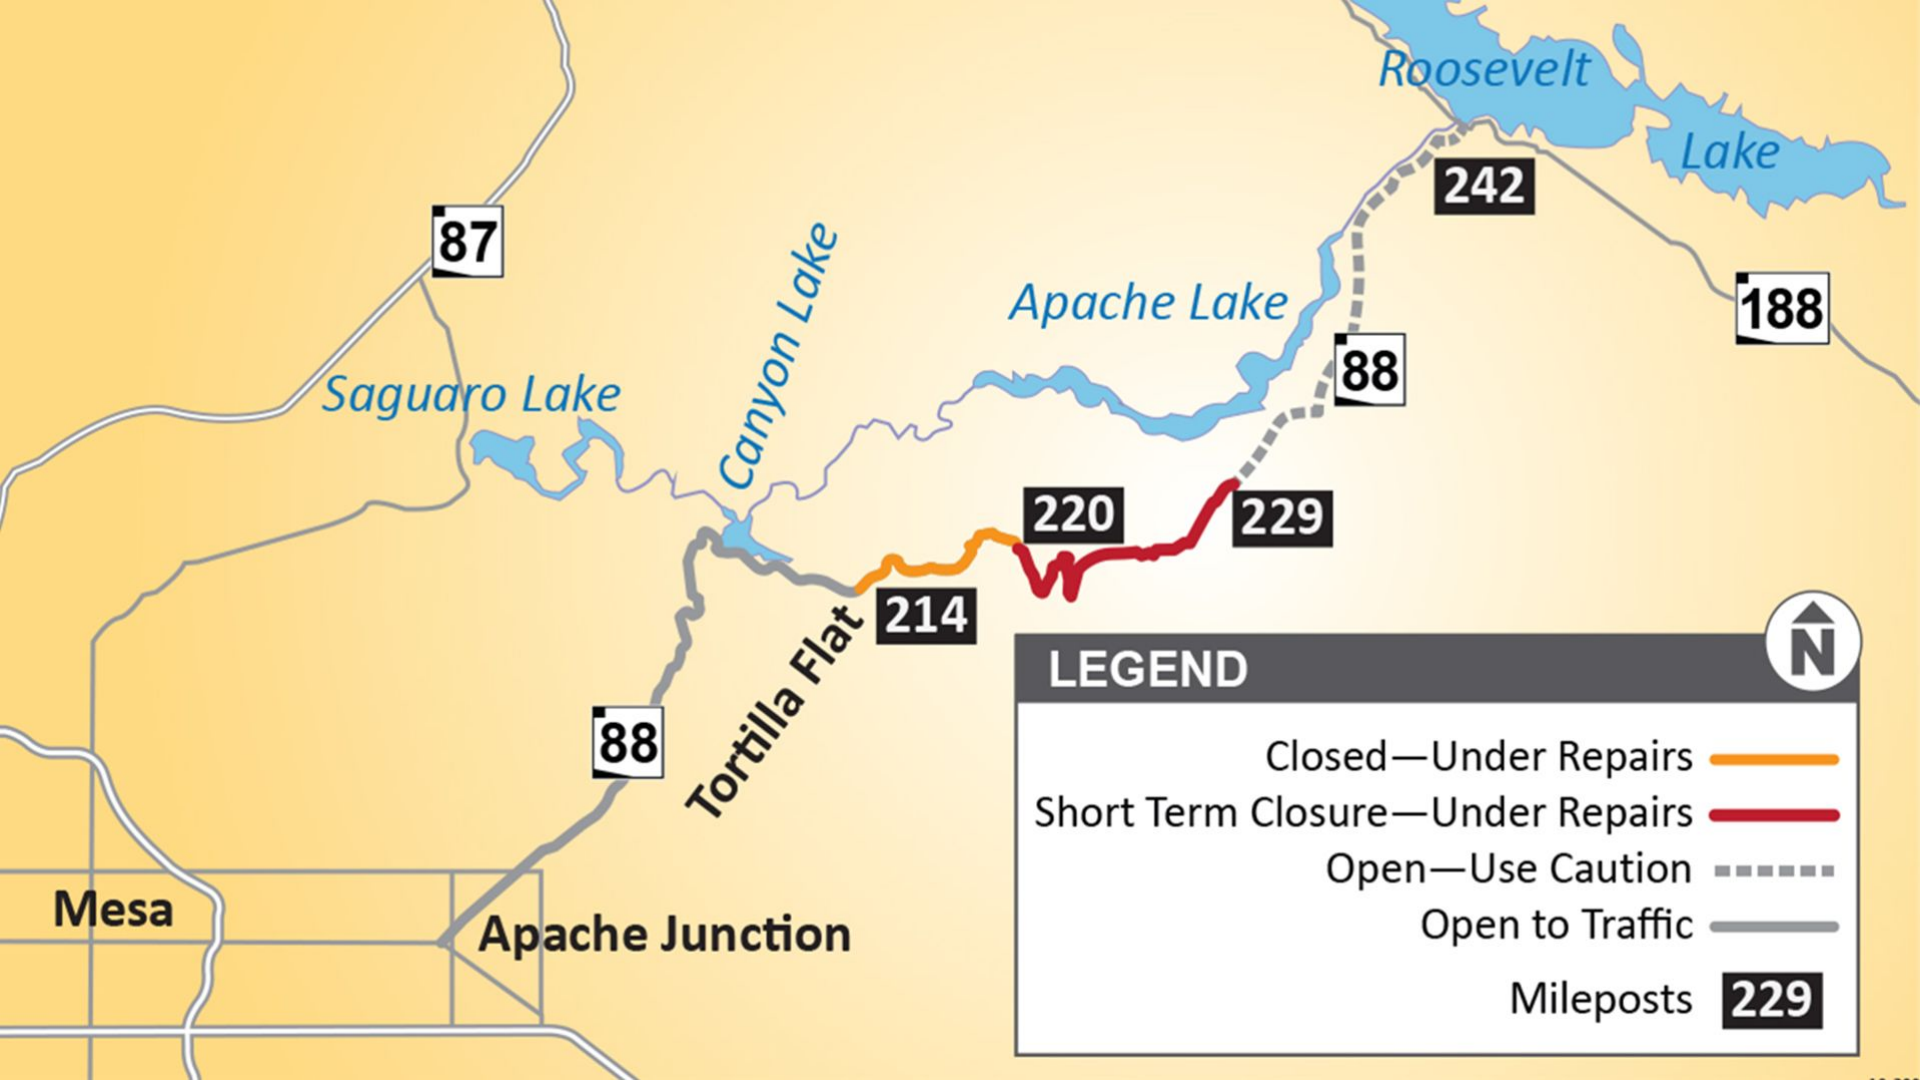 Roosevelt
Lake
242
87
188
Canyon Lake
Apache Lake
88
Saguaro Lake
220
229
214
Tortilla Flat
88
Mesa
Apache Junction
N
LEGEND
Closed—Under Repairs
Short Term Closure—Under Repairs
Open—Use Caution
Open to Traffic
Mileposts 229